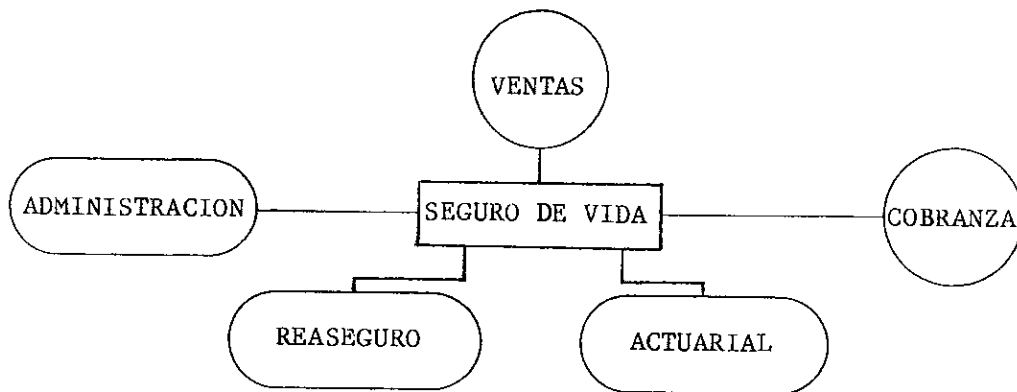 VENTAS
ADMINISTRACION
SEGURO DE VIDA
COBRANZA
REASEGURO
ACTUARIAL